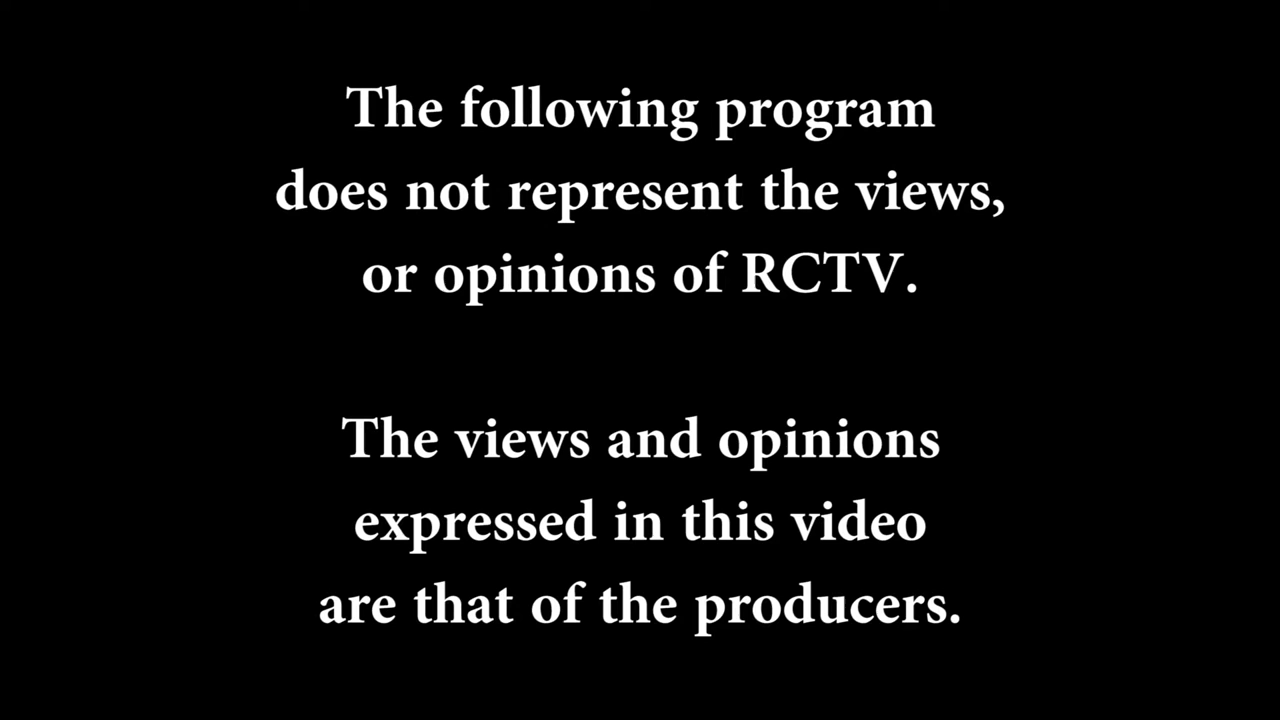 The following program
does not represent the views,
or opinions of RCTV.
The views and opinions
expressed in this video
are that of the producers.